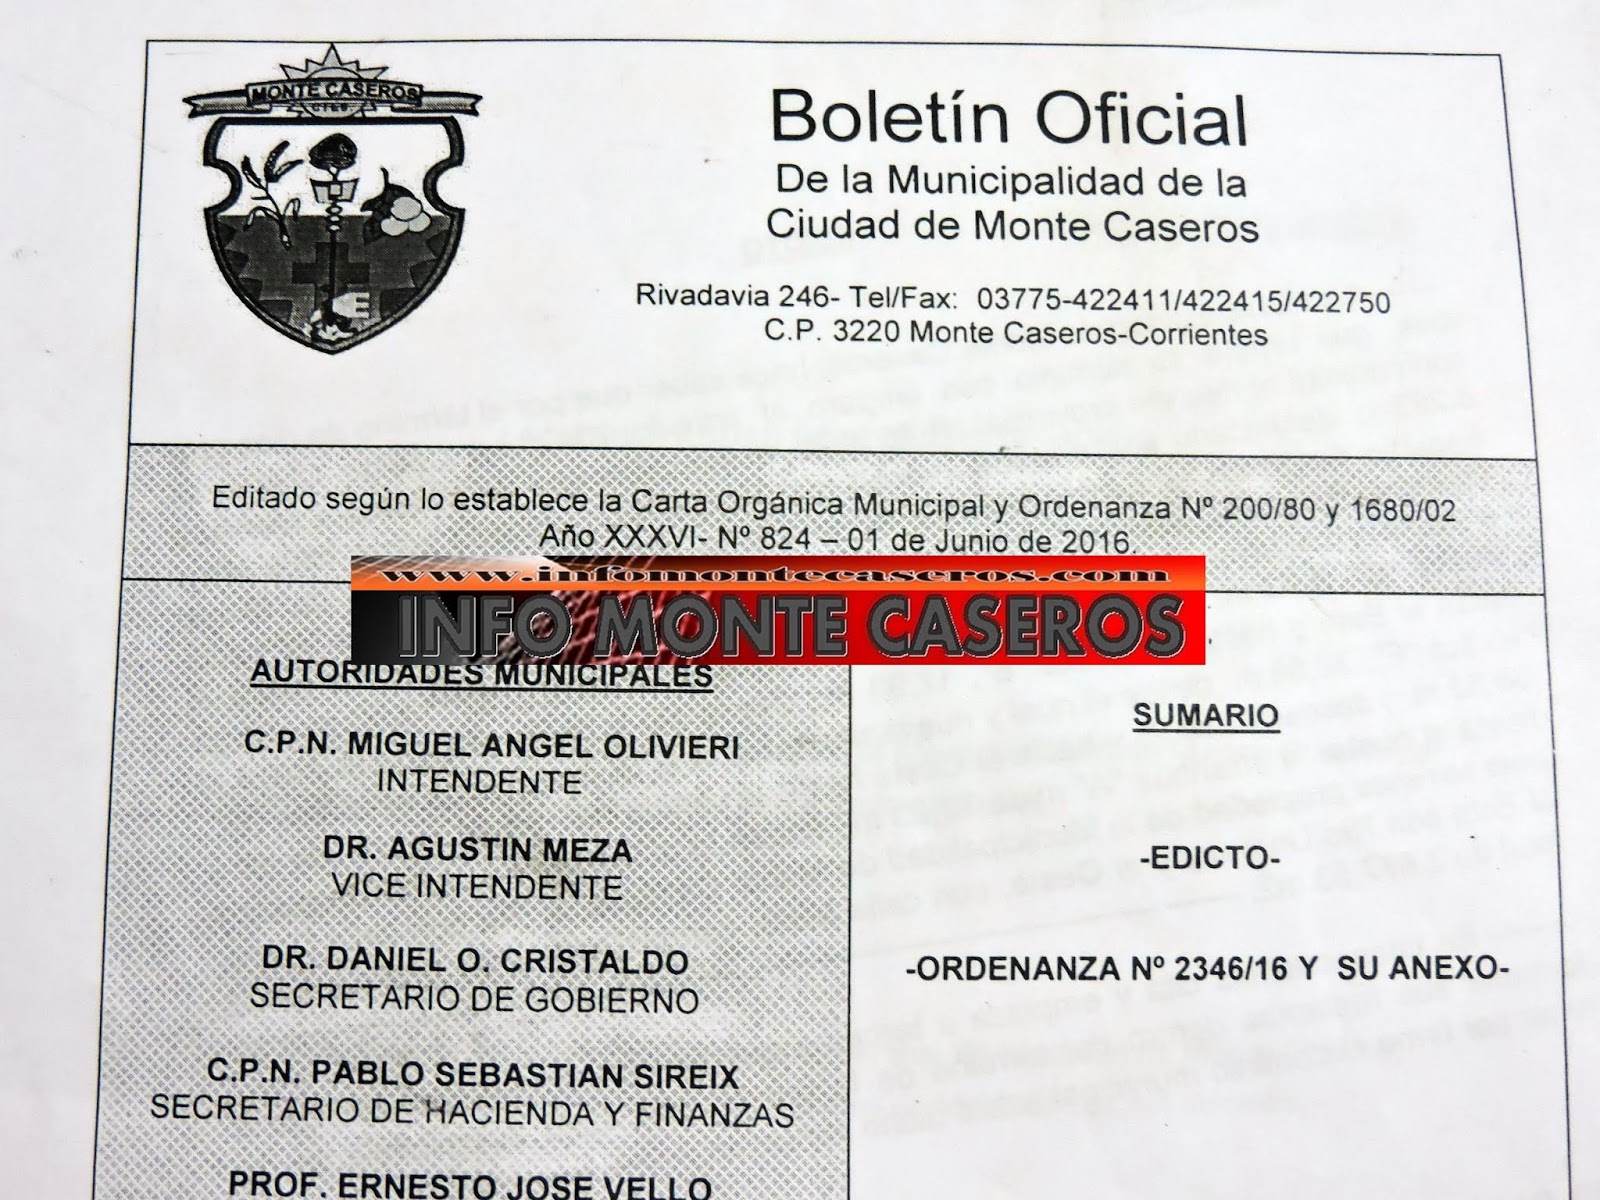 MONTE CASEROS
Boletín Oficial
De la Municipalidad de la
Ciudad de Monte Caseros
Rivadavia 246- Tel/Fax: 03775-422411/422415/422750
C.P. 3220 Monte Caseros-Corrientes
Editado según lo establece la Carta Orgánica Municipal y Ordenanza Nº 200/80 y 1680/02
Año XXXVI- Nº 824 – 01 de Junio de 2016.
www.infomontecaseros.com
INFO MONTE CASEROS
AUTORIDADES MUNICIPALES
C.P.N. MIGUEL ANGEL OLIVIERI
INTENDENTE
DR. AGUSTIN MEZA
VICE INTENDENTE
DR. DANIEL O. CRISTALDO
SECRETARIO DE GOBIERNO
C.P.N. PABLO SEBASTIAN SIREIX
SECRETARIO DE HACIENDA Y FINANZAS
PROF. ERNESTO JOSE VELLO
SUMARIO
-EDICTO-
-ORDENANZA Nº 2346/16 Y SU ANEXO-